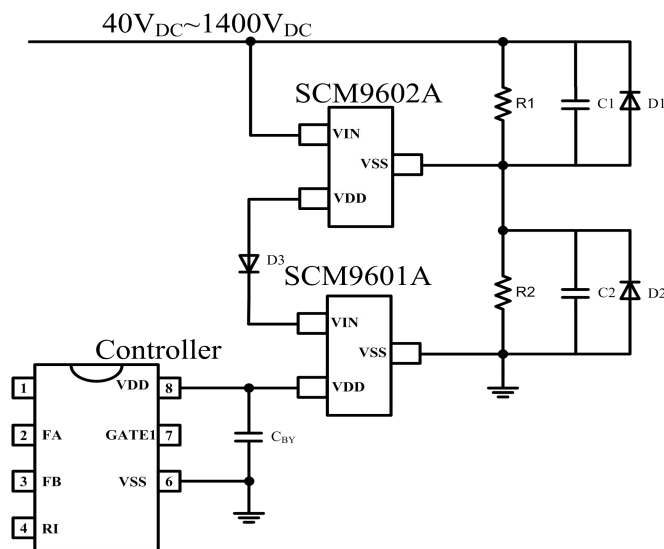 40VDC~1400VDC
SCM9602A
VIN
VSS
VDD
R1
C1
D1
D3
SCM9601A
VIN
VSS
VDD
R2
C2
D2
Controller
1
VDD 8
2 FA
GATE1 7
3 FB
VSS 6
4 RI
CBY